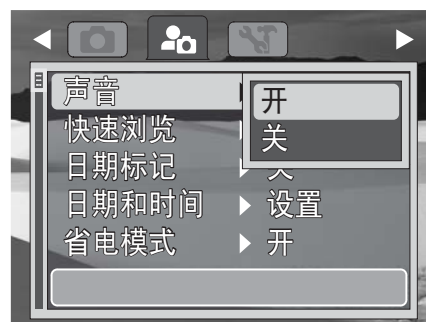 声音
开
快速浏览
关
日期标记
日期和时间 设置
省电模式 开